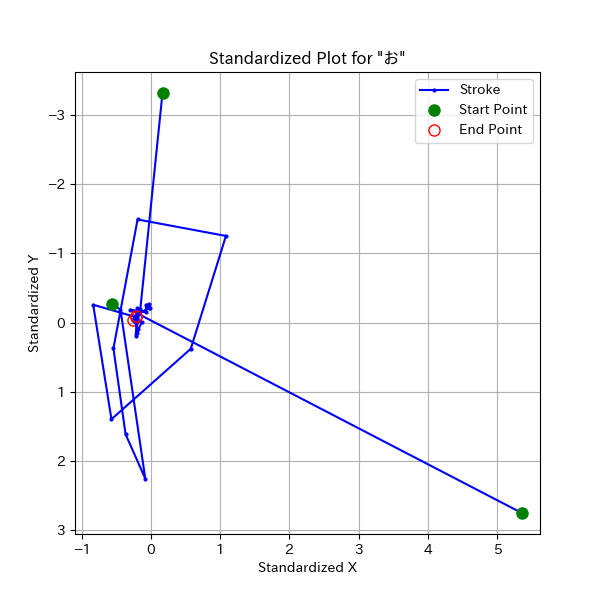 Standardized Plot for "お"
Stroke
Start Point
End Point
−3
−2
−1
0
1
2
3
Standardized Y
−1 0 1 2 3 4 5
Standardized X